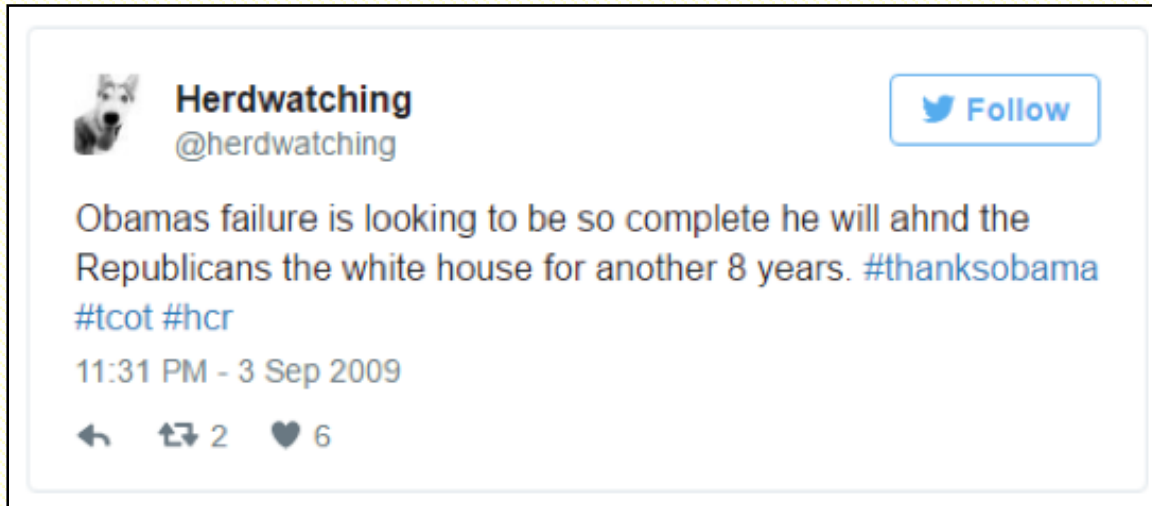 Herdwatching
@herdwatching
Follow
Obamas failure is looking to be so complete he will ahnd the
Republicans the white house for another 8 years. #thanksobama
#tcot #hcr
11:31 PM - 3 Sep 2009
2 6